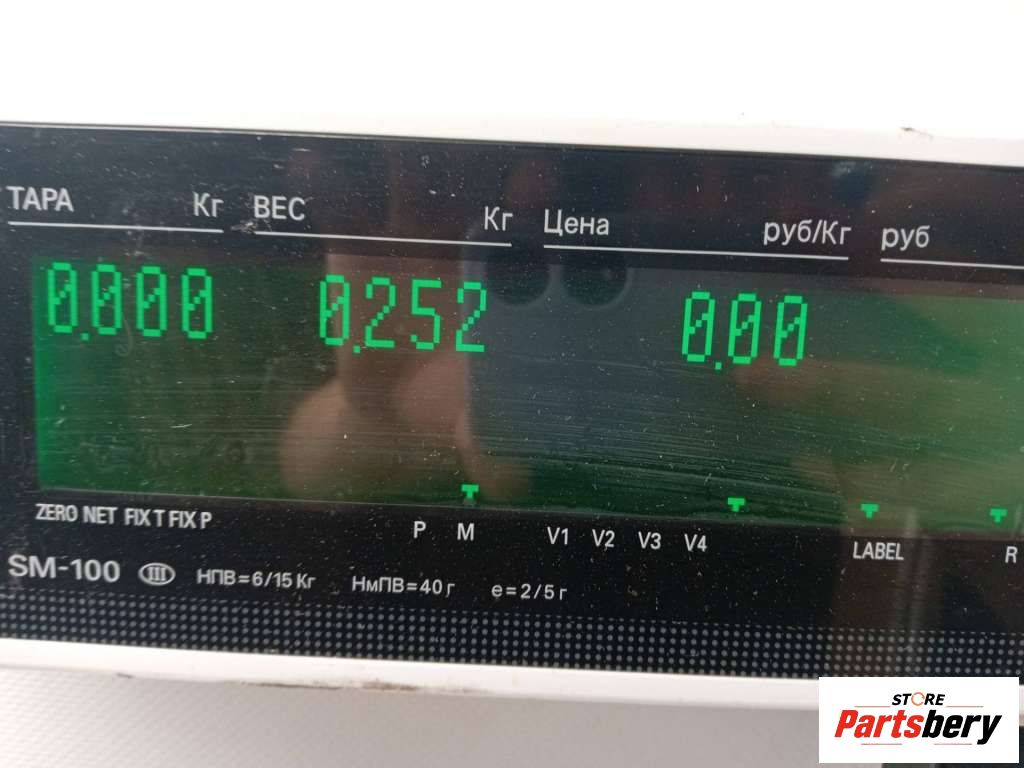 ТАРА Кг ВЕС Кг Цена руб/Кг руб
0.000 0.252 0.00
ZERO NET FIX T FIX P P M V1 V2 V3 V4 LABEL R
SM-100 III НПВ=6/15 Кг НмПВ=40 г e=2/5 г
STORE
Partsbery